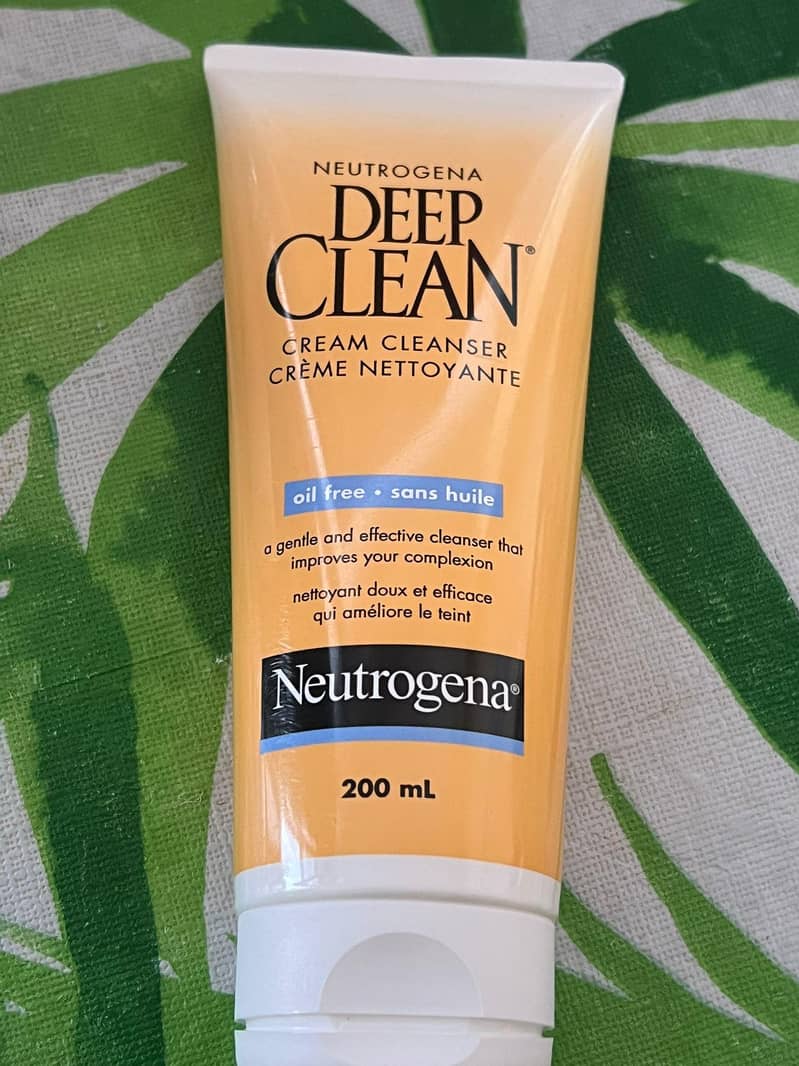 NEUTROGENA
DEEP
CLEAN®
CREAM CLEANSER
CRÈME NETTOYANTE
oil free • sans huile
a gentle and effective cleanser that
improves your complexion
nettoyant doux et efficace
qui améliore le teint
Neutrogena®
200 mL